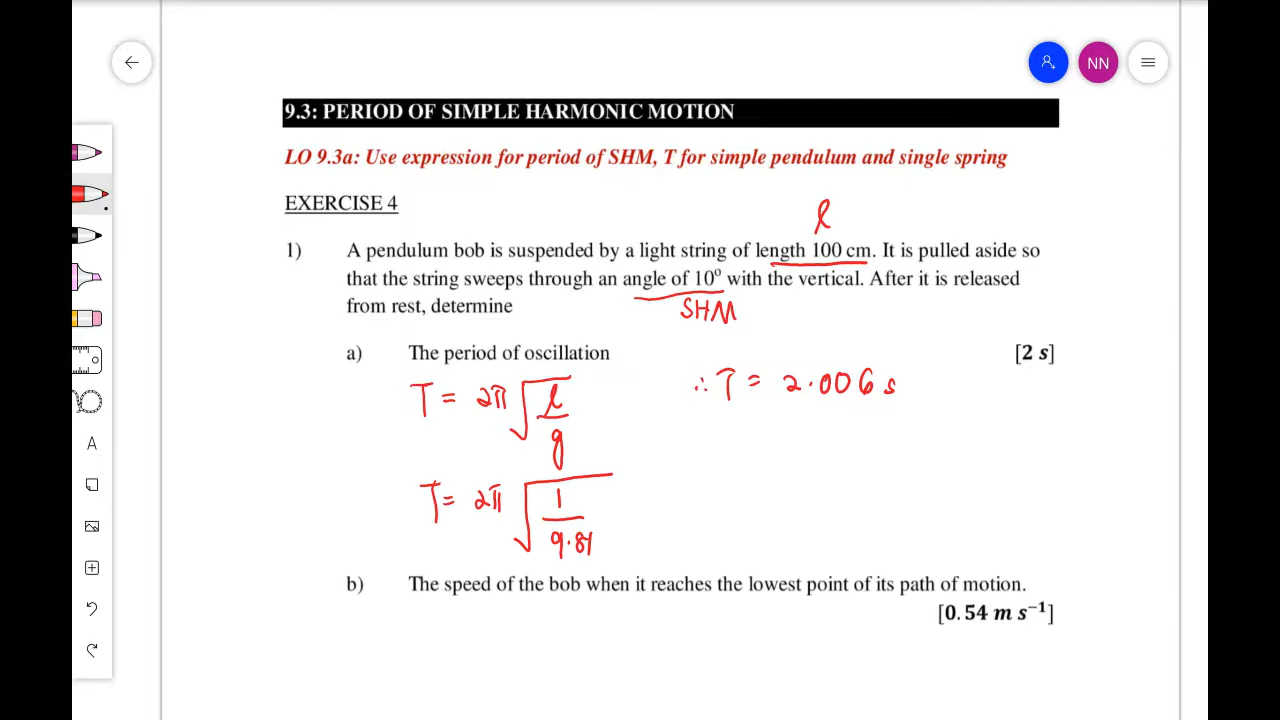 NN
9.3: PERIOD OF SIMPLE HARMONIC MOTION
LO 9.3a: Use expression for period of SHM, T for simple pendulum and single spring
EXERCISE 4
l
1) A pendulum bob is suspended by a light string of length 100 cm. It is pulled aside so
that the string sweeps through an angle of 10° with the vertical. After it is released
from rest, determine
SHM
a) The period of oscillation [2 s]
T = 2π √(l/g)
∴ T = 2.006 s
T = 2π √(1/9.81)
A
b) The speed of the bob when it reaches the lowest point of its path of motion.
[0.54 m s⁻¹]